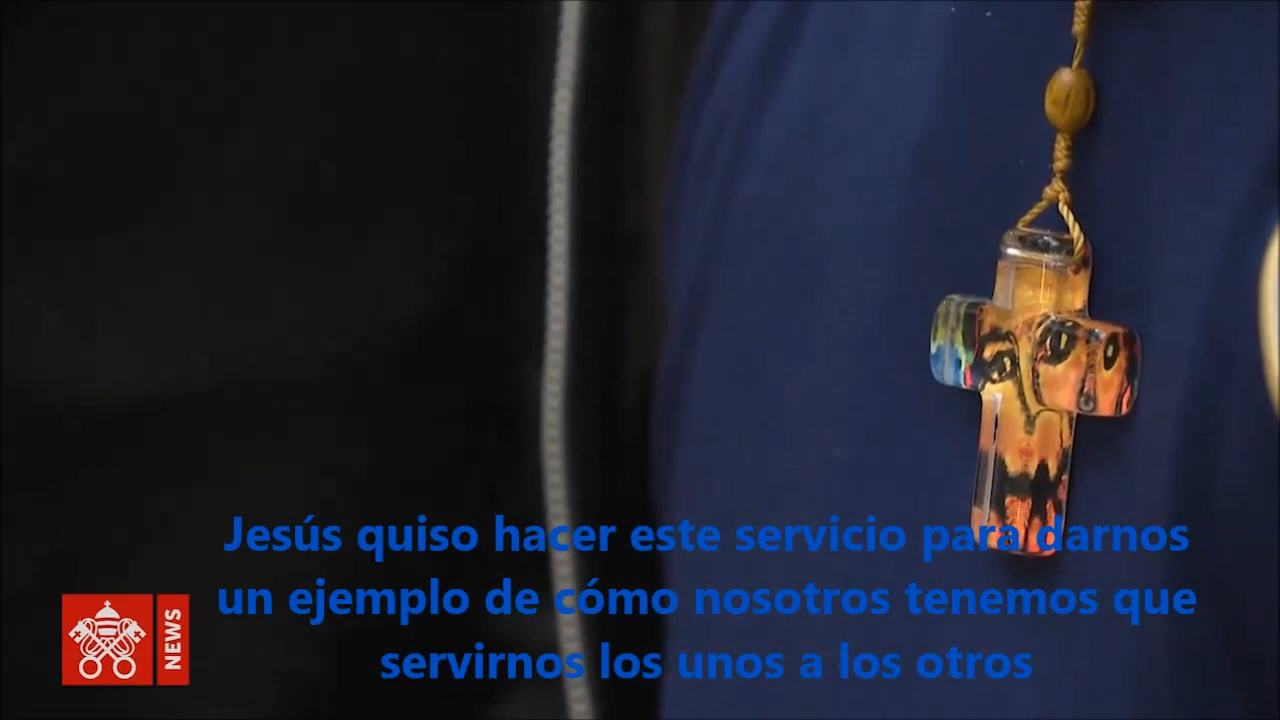 Jesús quiso hacer este servicio para darnos
un ejemplo de cómo nosotros tenemos que
servirnos los unos a los otros
NEWS